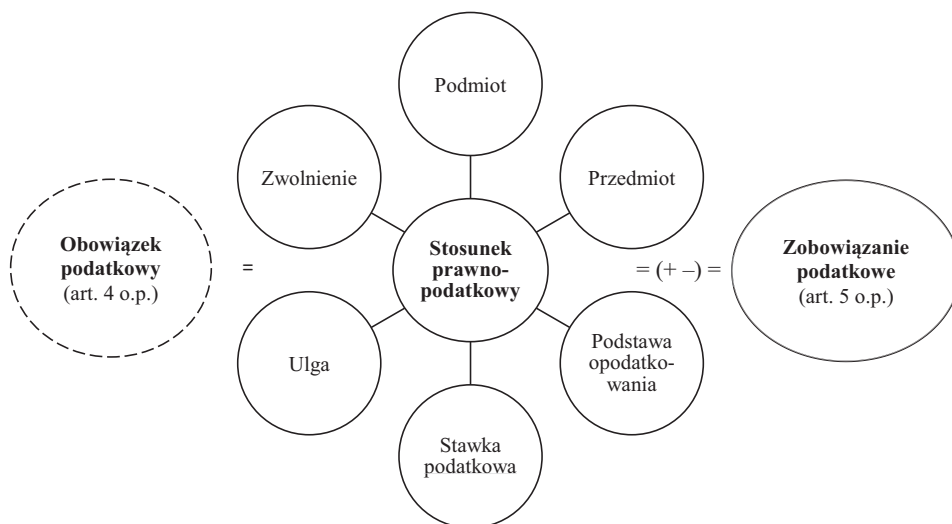 Podmiot
Zwolnienie
Przedmiot
Obowiązek
podatkowy
(art. 4 o.p.)
=
Stosunek
prawno-
podatkowy
= (+ –) =
Zobowiązanie
podatkowe
(art. 5 o.p.)
Ulga
Podstawa
opodatko-
wania
Stawka
podatkowa